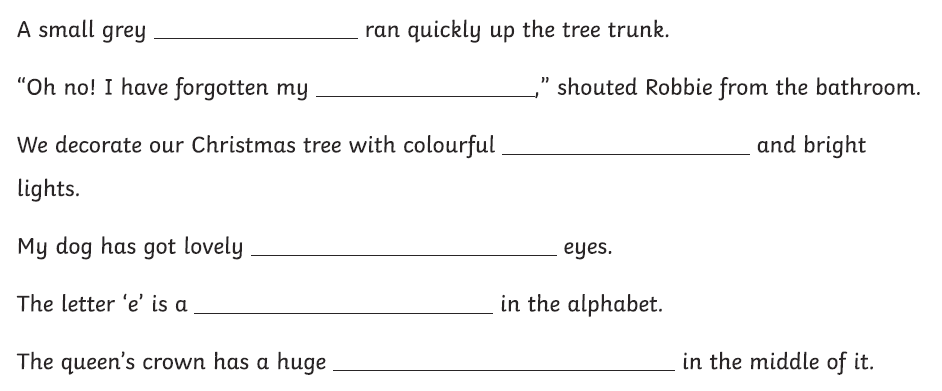 A small grey ____________________ ran quickly up the tree trunk.
“Oh no! I have forgotten my ____________________,” shouted Robbie from the bathroom.
We decorate our Christmas tree with colourful ____________________ and bright
lights.
My dog has got lovely ____________________ eyes.
The letter ‘e’ is a ____________________ in the alphabet.
The queen’s crown has a huge ____________________ in the middle of it.